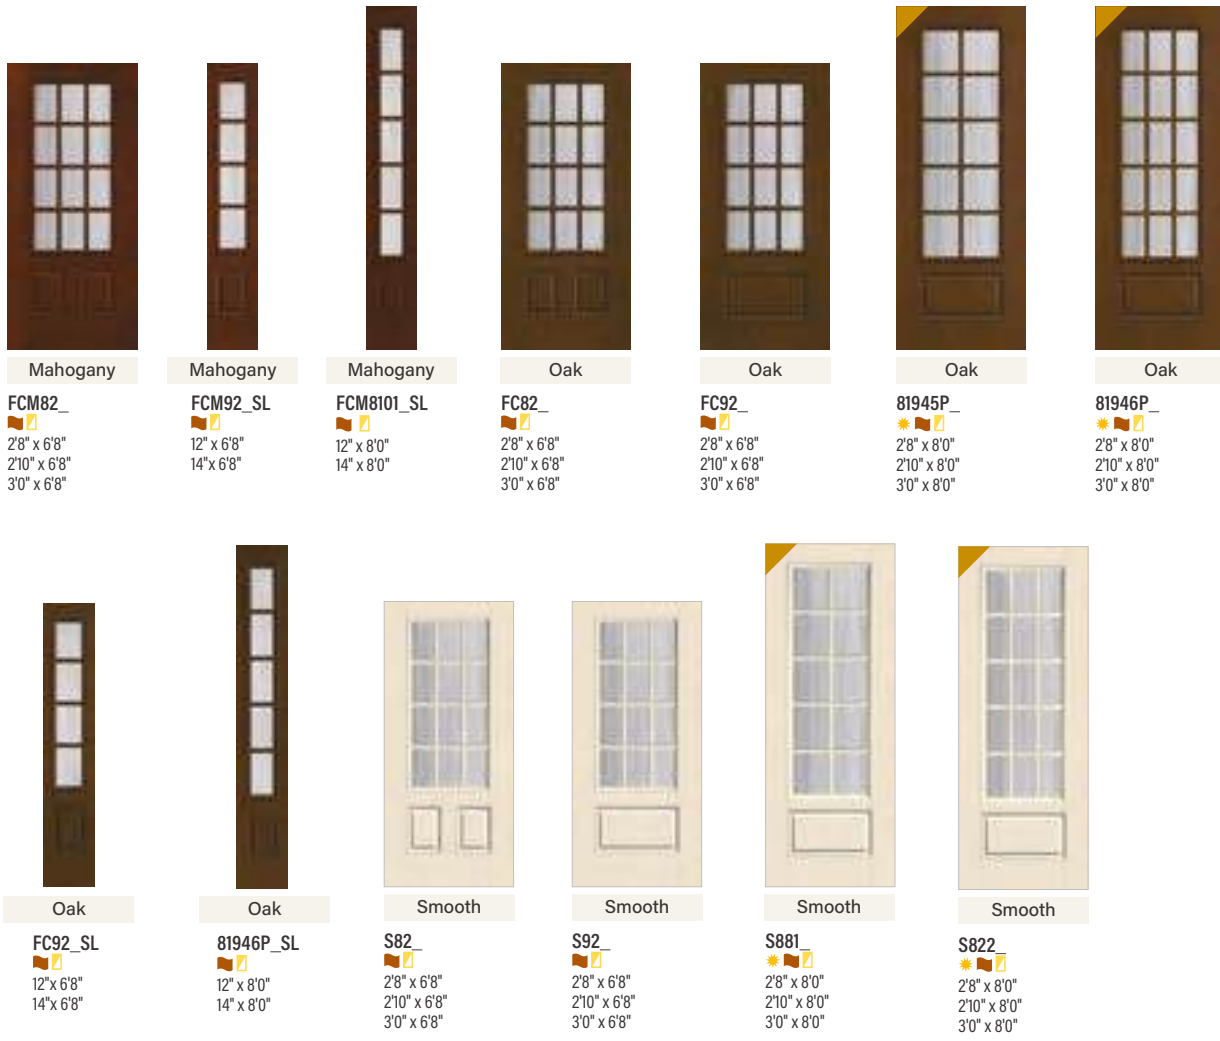 Mahogany
FCM82_
2'8" x 6'8"
2'10" x 6'8"
3'0" x 6'8"
Mahogany
FCM92_SL
12" x 6'8"
14"x 6'8"
Mahogany
FCM8101_SL
12" x 8'0"
14" x 8'0"
Oak
FC82_
2'8" x 6'8"
2'10" x 6'8"
3'0" x 6'8"
Oak
FC92_
2'8" x 6'8"
2'10" x 6'8"
3'0" x 6'8"
Oak
81945P_
2'8" x 8'0"
2'10" x 8'0"
3'0" x 8'0"
Oak
81946P_
2'8" x 8'0"
2'10" x 8'0"
3'0" x 8'0"
Oak
FC92_SL
12"x 6'8"
14"x 6'8"
Oak
81946P_SL
12" x 8'0"
14" x 8'0"
Smooth
S82_
2'8" x 6'8"
2'10" x 6'8"
3'0" x 6'8"
Smooth
S92_
2'8" x 6'8"
2'10" x 6'8"
3'0" x 6'8"
Smooth
S881_
2'8" x 8'0"
2'10" x 8'0"
3'0" x 8'0"
Smooth
S822_
2'8" x 8'0"
2'10" x 8'0"
3'0" x 8'0"